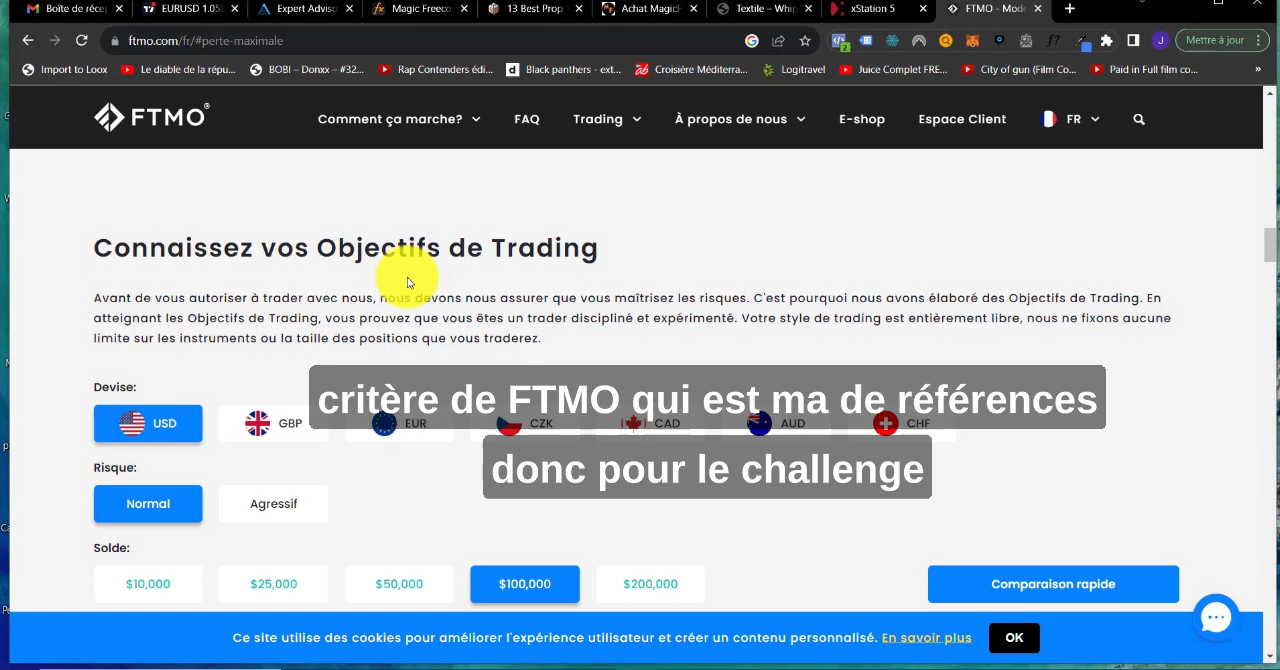 Boîte de récep
EURUSD 1.05
Expert Adviso
Magic Freeco
13 Best Prop
Achat MagicF
Textile – Whip
xStation 5
FTMO - Mode
ftmo.com/fr/#perte-maximale
Mettre à jour
Import to Loox
Le diable de la répu...
BOBI – Donxx – #32...
Rap Contenders édi...
Black panthers - ext...
Croisière Méditerra...
Logitravel
Juice Complet FRE...
City of gun (Film Co...
Paid in Full film co...
»
FTMO®
Comment ça marche?
FAQ
Trading
À propos de nous
E-shop
Espace Client
FR
Connaissez vos Objectifs de Trading
Avant de vous autoriser à trader avec nous, nous devons nous assurer que vous maîtrisez les risques. C'est pourquoi nous avons élaboré des Objectifs de Trading. En
atteignant les Objectifs de Trading, vous prouvez que vous êtes un trader discipliné et expérimenté. Votre style de trading est entièrement libre, nous ne fixons aucune
limite sur les instruments ou la taille des positions que vous traderez.
Devise:
critère de FTMO qui est ma de références
USD
GBP
EUR
CZK
CAD
AUD
CHF
donc pour le challenge
Risque:
Normal
Agressif
Solde:
$10,000
$25,000
$50,000
$100,000
$200,000
Comparaison rapide
Ce site utilise des cookies pour améliorer l'expérience utilisateur et créer un contenu personnalisé. En savoir plus
OK